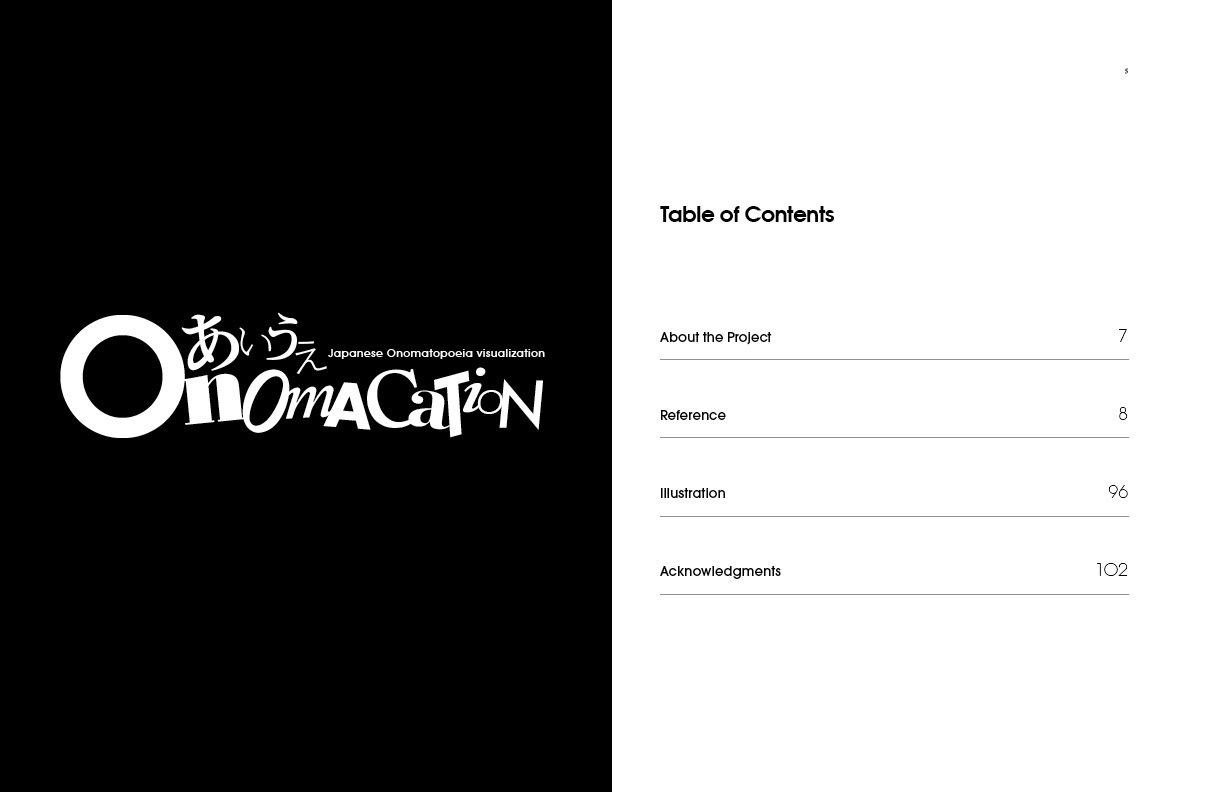 あいうえ
Japanese Onomatopoeia visualization
OnOmACaTioN
5
Table of Contents
About the Project 7
Reference 8
Illustration 96
Acknowledgments 102